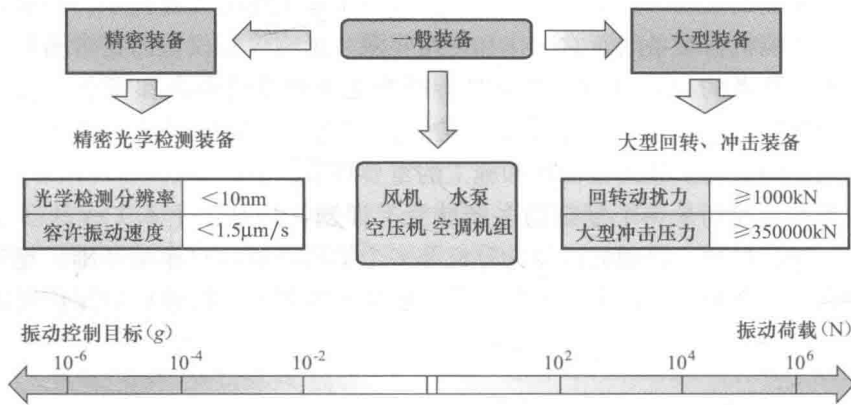 精密装备
一般装备
大型装备
精密光学检测装备
大型回转、冲击装备
光学检测分辨率 <10nm
容许振动速度 <1.5μm/s
风机 水泵
空压机 空调机组
回转动扰力 ≥1000kN
大型冲击压力 ≥350000kN
振动控制目标(g) 振动荷载(N)
10⁻⁶ 10⁻⁴ 10⁻² 10² 10⁴ 10⁶